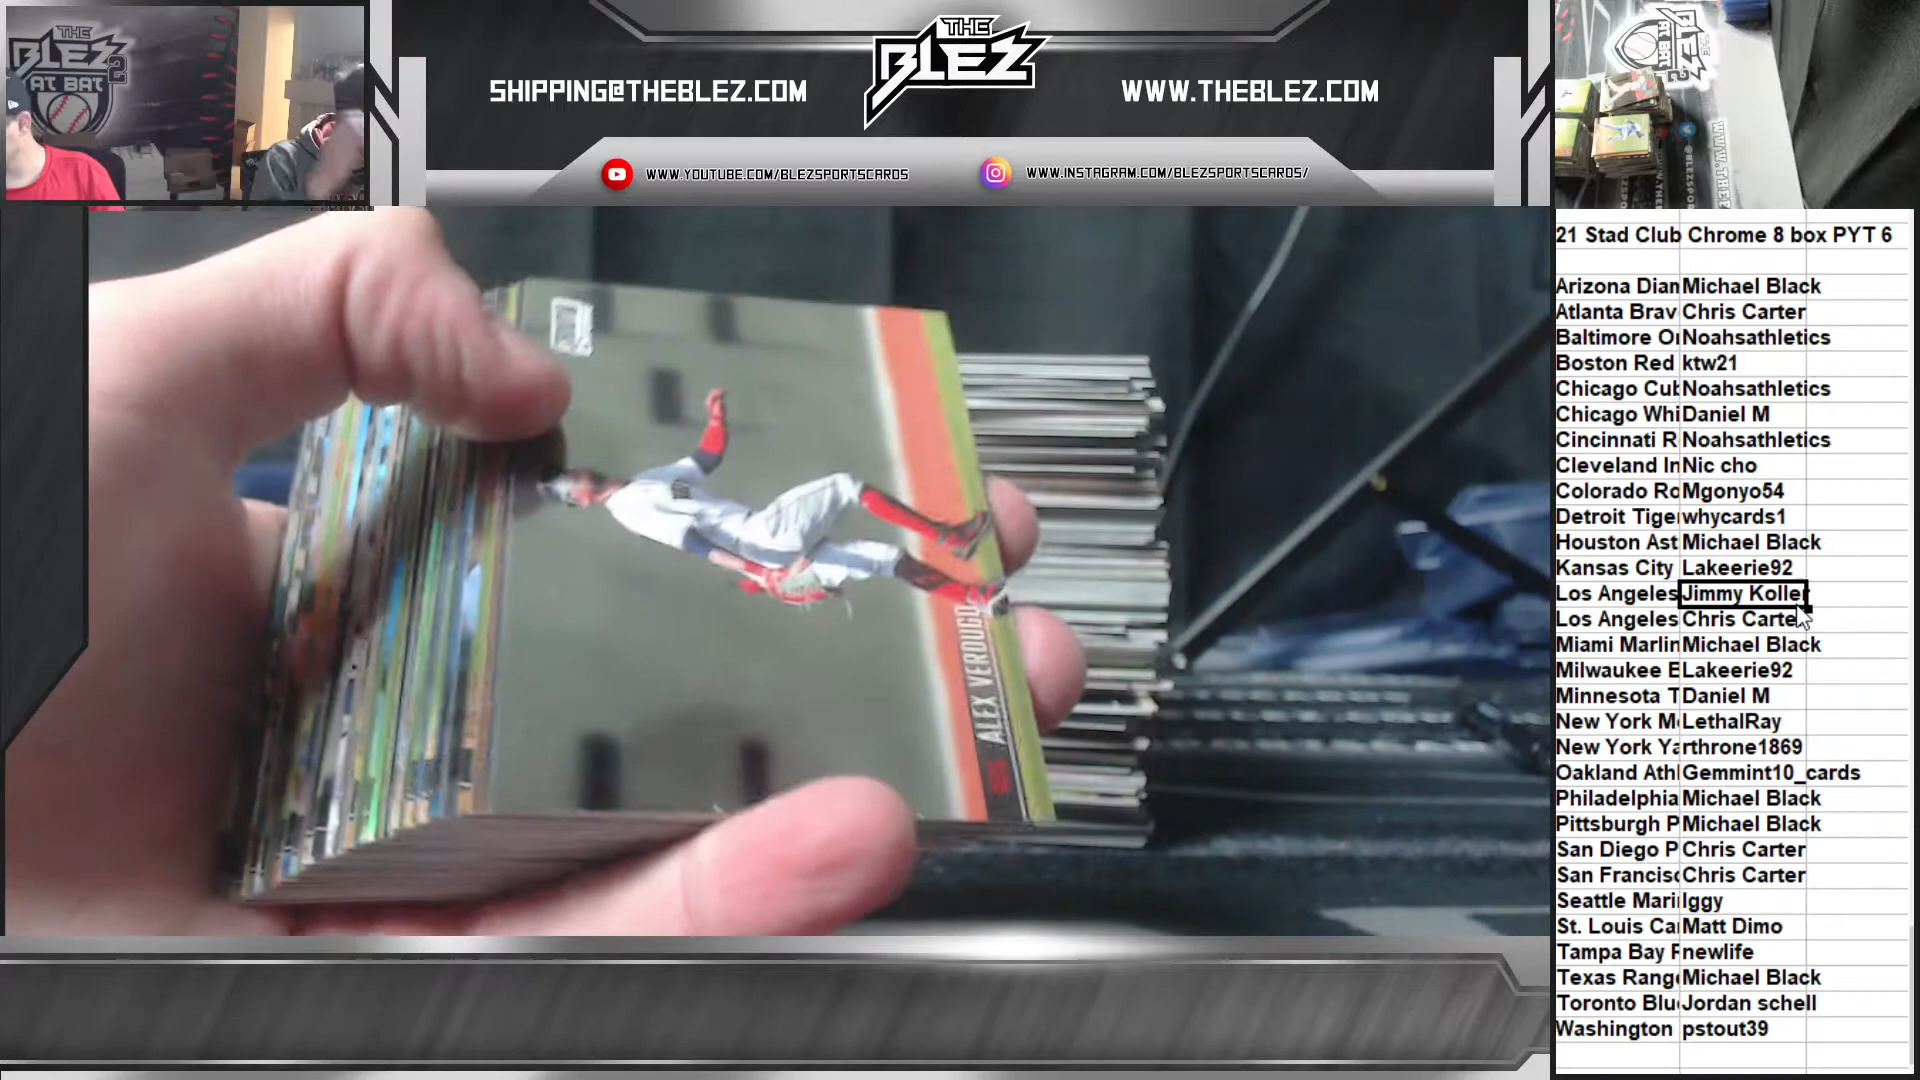 THE
BLEZ
AT BAT
2
SHIPPING@THEBLEZ.COM
THE
BLEZ
WWW.THEBLEZ.COM
WWW.YOUTUBE.COM/BLEZSPORTSCARDS
WWW.INSTAGRAM.COM/BLEZSPORTSCARDS/
ALEX VERDUGO
21 Stad Club Chrome 8 box PYT 6
Arizona Diam Michael Black
Atlanta Brav Chris Carter
Baltimore Or Noahsathletics
Boston Red ktw21
Chicago Cub Noahsathletics
Chicago Whi Daniel M
Cincinnati R Noahsathletics
Cleveland In Nic cho
Colorado Ro Mgonyo54
Detroit Tiger whycards1
Houston Ast Michael Black
Kansas City Lakeerie92
Los Angeles Jimmy Koller
Los Angeles Chris Carter
Miami Marlin Michael Black
Milwaukee B Lakeerie92
Minnesota T Daniel M
New York Me LethalRay
New York Ya rthrone1869
Oakland Athl Gemmint10_cards
Philadelphia Michael Black
Pittsburgh P Michael Black
San Diego P Chris Carter
San Francisc Chris Carter
Seattle Mari Iggy
St. Louis Car Matt Dimo
Tampa Bay R newlife
Texas Range Michael Black
Toronto Blu Jordan schell
Washington pstout39